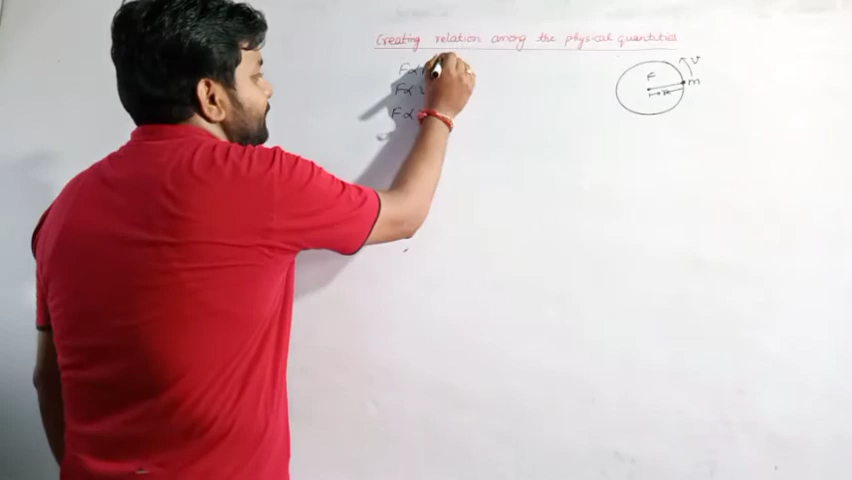 Creating relation among the physical quantities
F α
F α v
F α
F
v
m
r